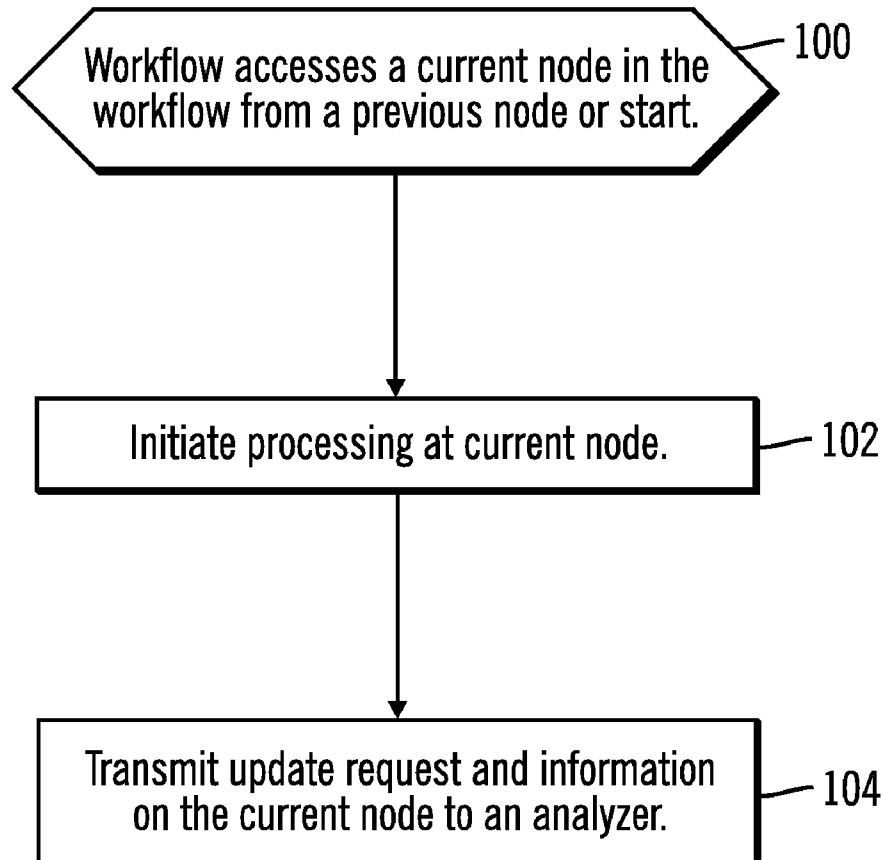 Workflow accesses a current node in the
workflow from a previous node or start.
100
Initiate processing at current node.
102
Transmit update request and information
on the current node to an analyzer.
104